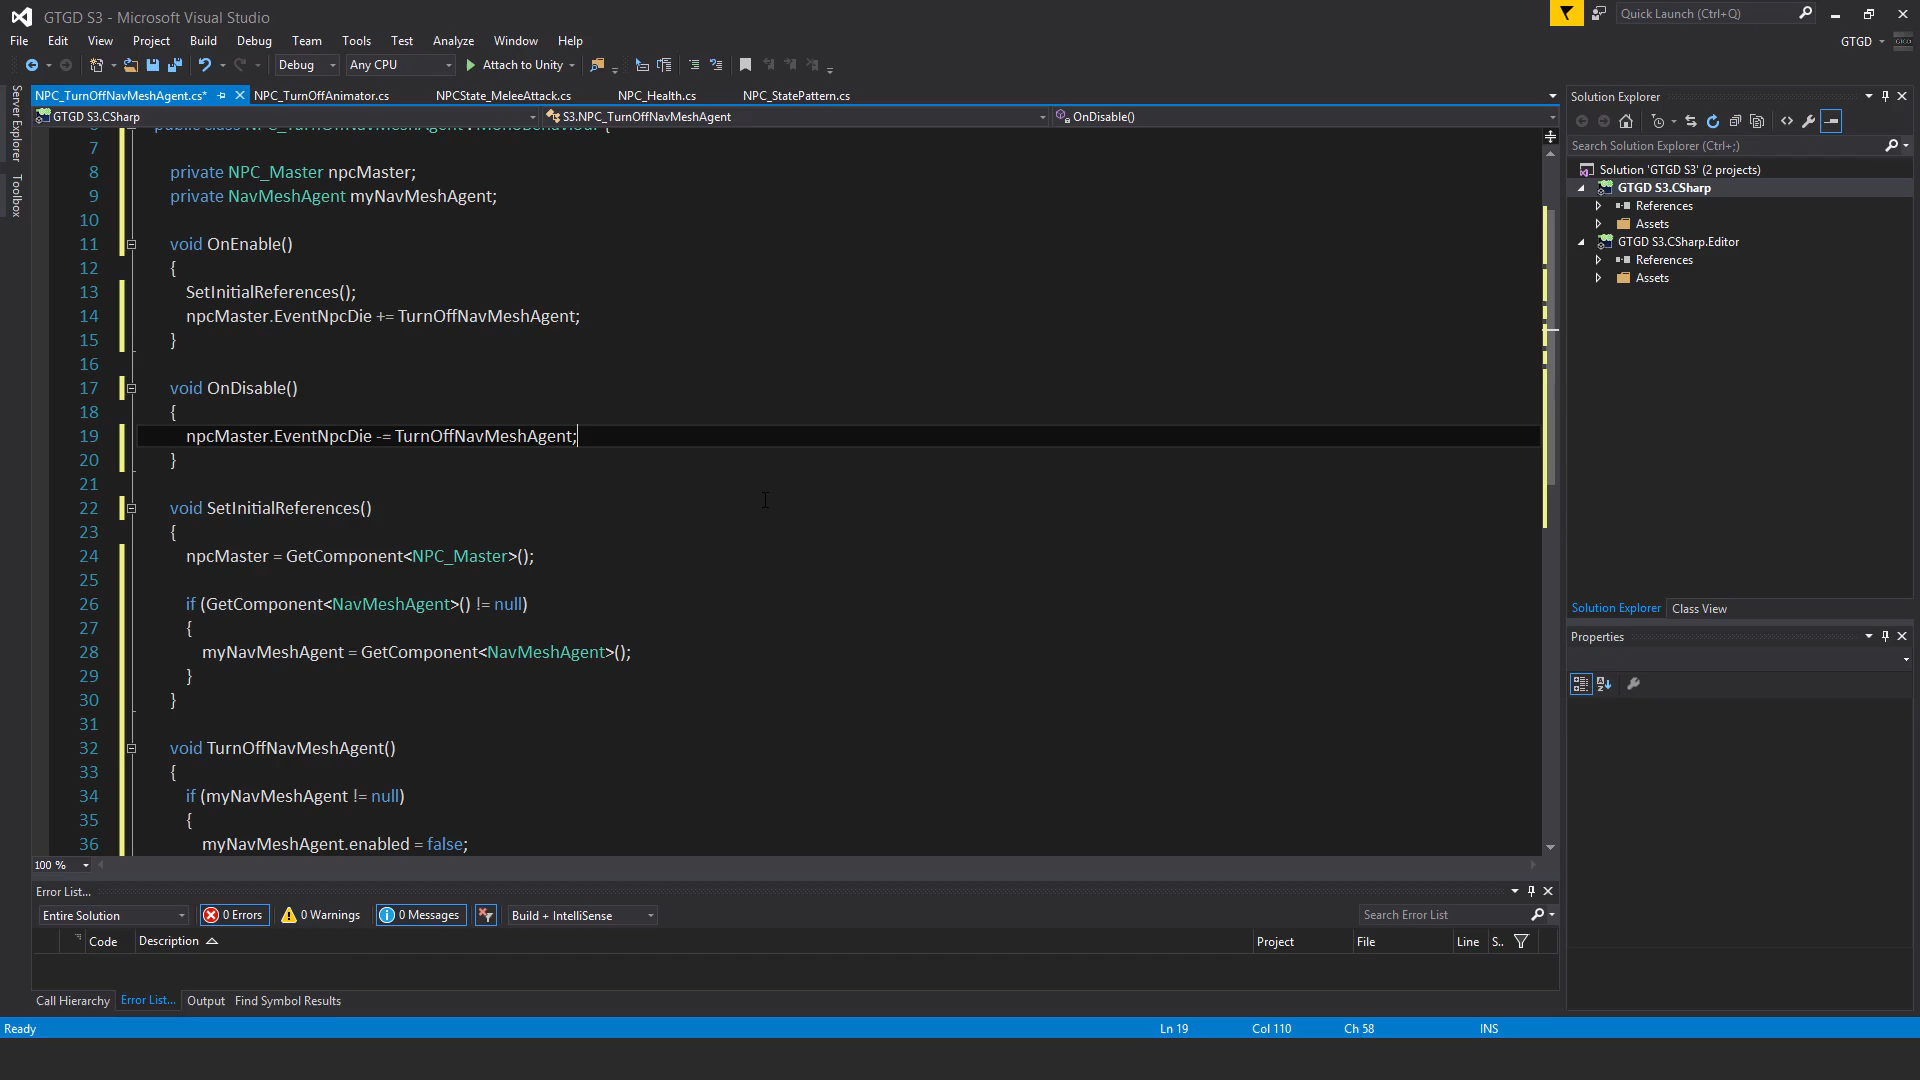 GTGD S3 - Microsoft Visual Studio
Quick Launch (Ctrl+Q)
File Edit View Project Build Debug Team Tools Test Analyze Window Help
GTGD
Debug Any CPU Attach to Unity
Server Explorer
Toolbox
NPC_TurnOffNavMeshAgent.cs* NPC_TurnOffAnimator.cs NPCState_MeleeAttack.cs NPC_Health.cs NPC_StatePattern.cs
GTGD S3.CSharp S3.NPC_TurnOffNavMeshAgent OnDisable()
7
8 private NPC_Master npcMaster;
9 private NavMeshAgent myNavMeshAgent;
10
11 void OnEnable()
12 {
13 SetInitialReferences();
14 npcMaster.EventNpcDie += TurnOffNavMeshAgent;
15 }
16
17 void OnDisable()
18 {
19 npcMaster.EventNpcDie -= TurnOffNavMeshAgent;
20 }
21
22 void SetInitialReferences()
23 {
24 npcMaster = GetComponent<NPC_Master>();
25
26 if (GetComponent<NavMeshAgent>() != null)
27 {
28 myNavMeshAgent = GetComponent<NavMeshAgent>();
29 }
30 }
31
32 void TurnOffNavMeshAgent()
33 {
34 if (myNavMeshAgent != null)
35 {
36 myNavMeshAgent.enabled = false;
100 %
Solution Explorer
Search Solution Explorer (Ctrl+;)
Solution 'GTGD S3' (2 projects)
GTGD S3.CSharp
References
Assets
GTGD S3.CSharp.Editor
References
Assets
Solution Explorer Class View
Properties
Error List...
Entire Solution 0 Errors 0 Warnings 0 Messages Build + IntelliSense Search Error List
Code Description Project File Line S..
Call Hierarchy Error List... Output Find Symbol Results
Ready Ln 19 Col 110 Ch 58 INS